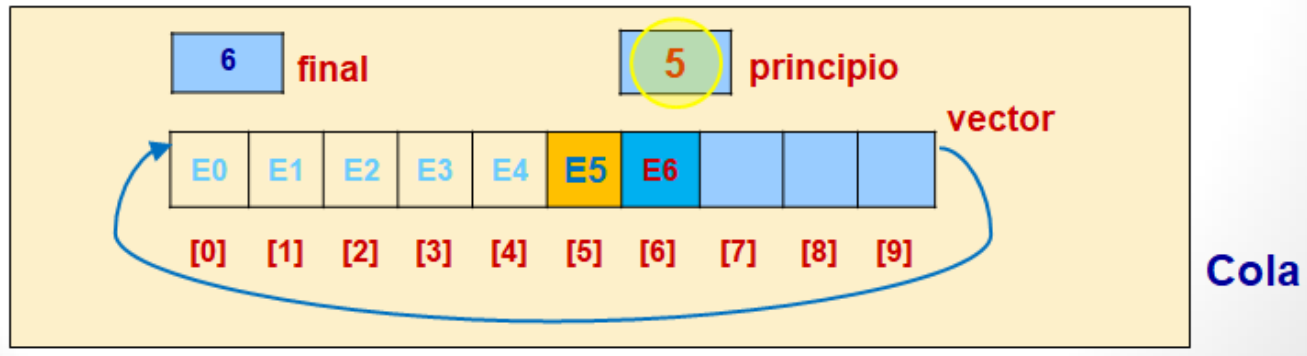 6 final 5 principio
vector
E0 E1 E2 E3 E4 E5 E6
[0] [1] [2] [3] [4] [5] [6] [7] [8] [9]
Cola